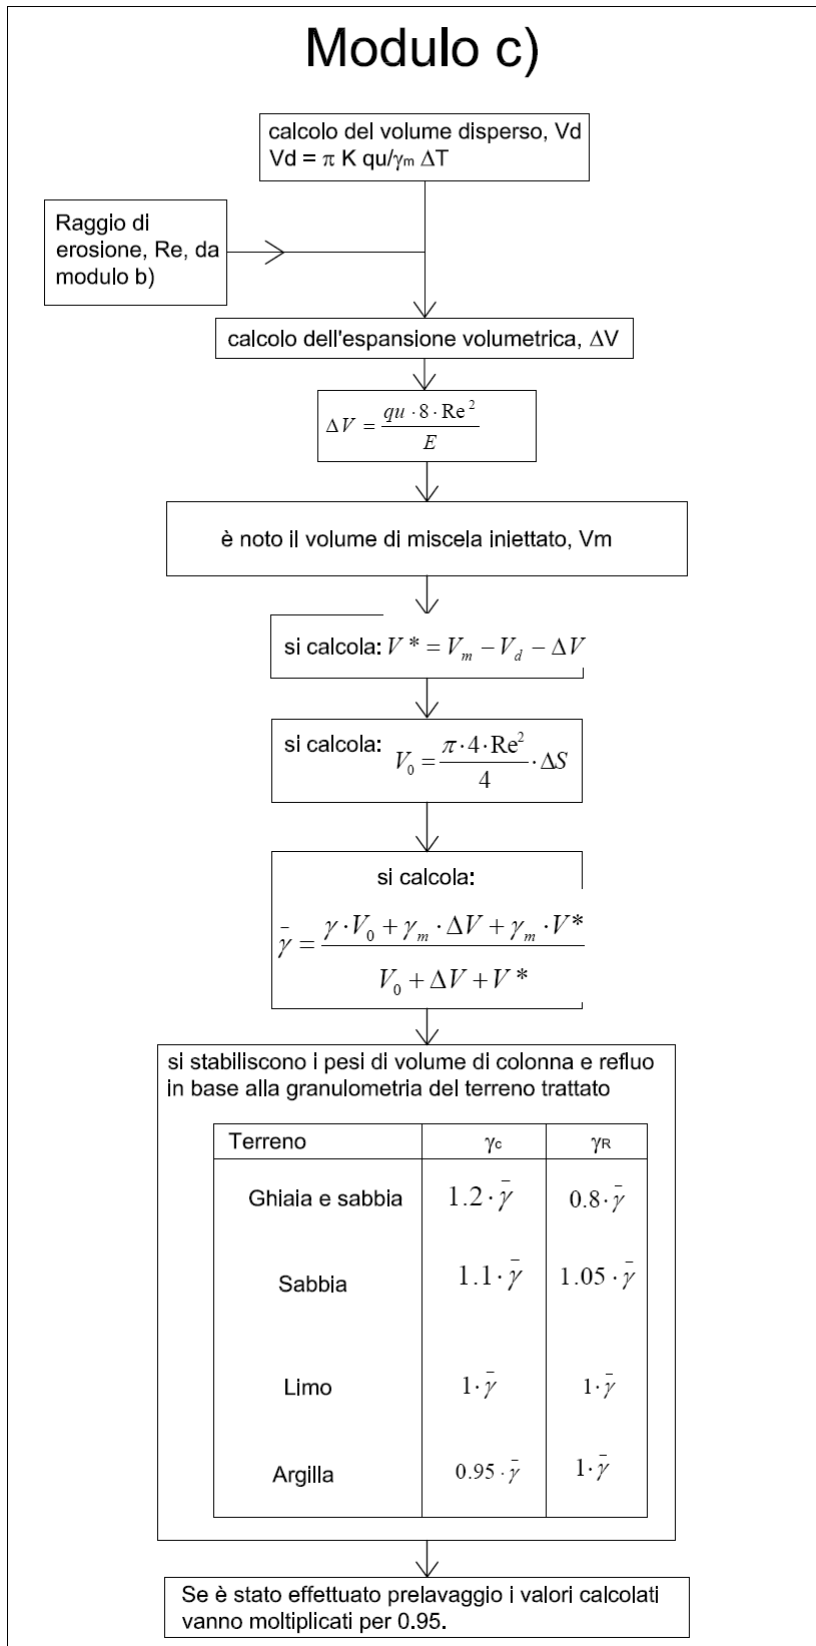 Modulo c)
calcolo del volume disperso, Vd
Vd = π K qu/γm ΔT
Raggio di
erosione, Re, da
modulo b)
calcolo dell'espansione volumetrica, ΔV
ΔV = qu · 8 · Re² / E
è noto il volume di miscela iniettato, Vm
si calcola: V* = Vm − Vd − ΔV
si calcola: V0 = π · 4 · Re² / 4 · ΔS
si calcola:
γ̄ = (γ · V0 + γm · ΔV + γm · V*) / (V0 + ΔV + V*)
si stabiliscono i pesi di volume di colonna e refluo
in base alla granulometria del terreno trattato
Terreno γc γR
Ghiaia e sabbia 1.2 · γ̄ 0.8 · γ̄
Sabbia 1.1 · γ̄ 1.05 · γ̄
Limo 1 · γ̄ 1 · γ̄
Argilla 0.95 · γ̄ 1 · γ̄
Se è stato effettuato prelavaggio i valori calcolati
vanno moltiplicati per 0.95.